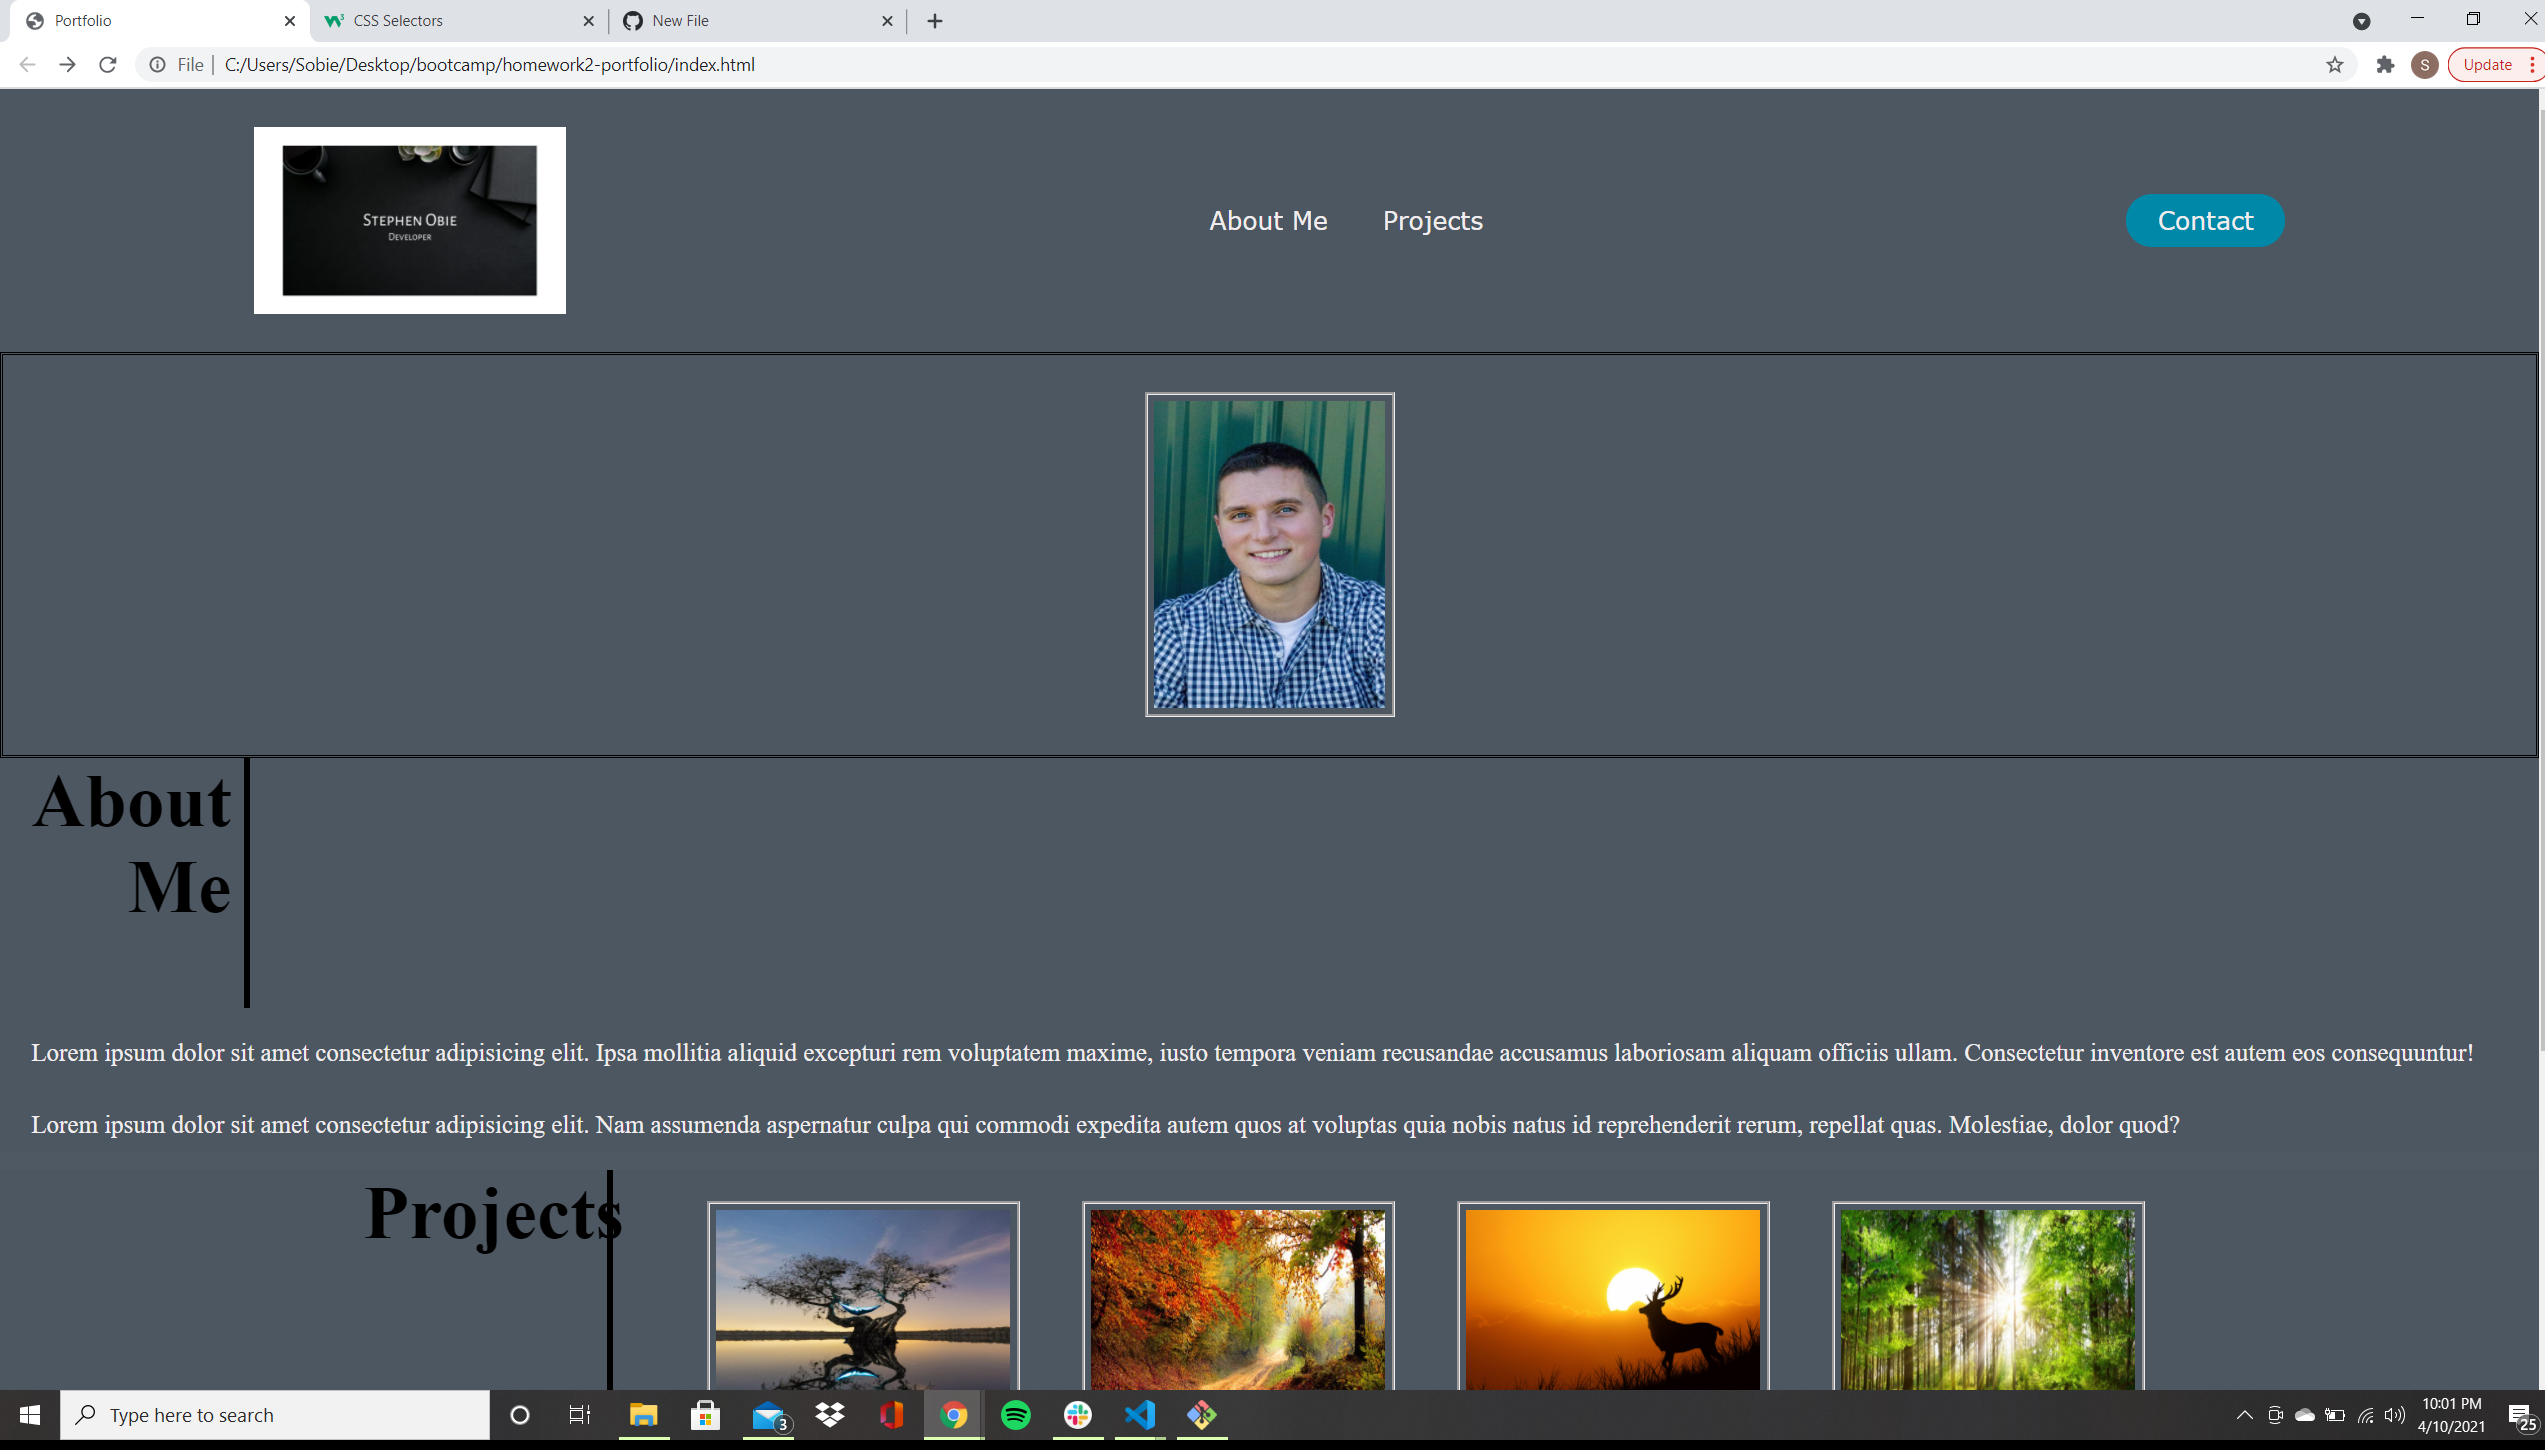 Portfolio
CSS Selectors
New File
File
C:/Users/Sobie/Desktop/bootcamp/homework2-portfolio/index.html
S
Update
STEPHEN OBIE
DEVELOPER
About Me
Projects
Contact
About
Me
Lorem ipsum dolor sit amet consectetur adipisicing elit. Ipsa mollitia aliquid excepturi rem voluptatem maxime, iusto tempora veniam recusandae accusamus laboriosam aliquam officiis ullam. Consectetur inventore est autem eos consequuntur!
Lorem ipsum dolor sit amet consectetur adipisicing elit. Nam assumenda aspernatur culpa qui commodi expedita autem quos at voluptas quia nobis natus id reprehenderit rerum, repellat quas. Molestiae, dolor quod?
Projects
Type here to search
3
10:01 PM
4/10/2021
25